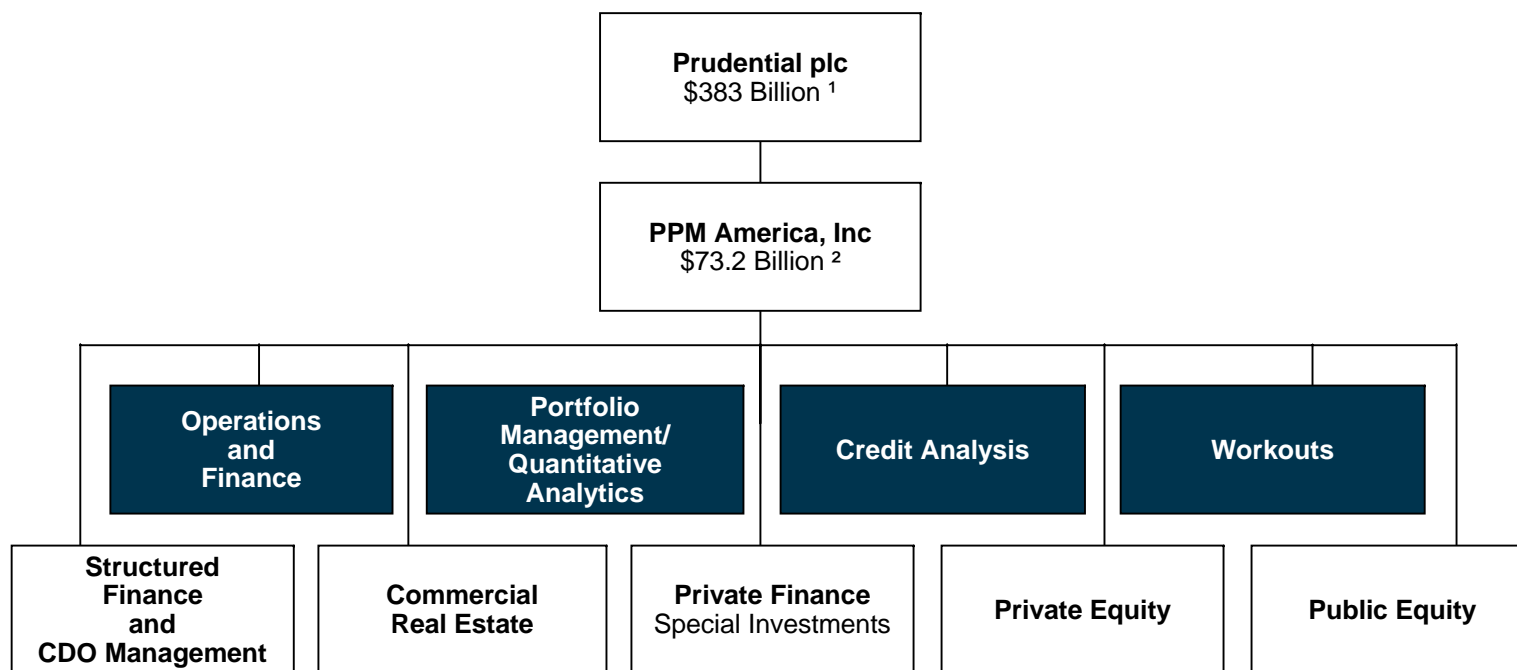 Prudential plc
$383 Billion ¹
PPM America, Inc
$73.2 Billion ²
Operations
and
Finance
Portfolio
Management/
Quantitative
Analytics
Credit Analysis
Workouts
Structured
Finance
and
CDO Management
Commercial
Real Estate
Private Finance
Special Investments
Private Equity
Public Equity